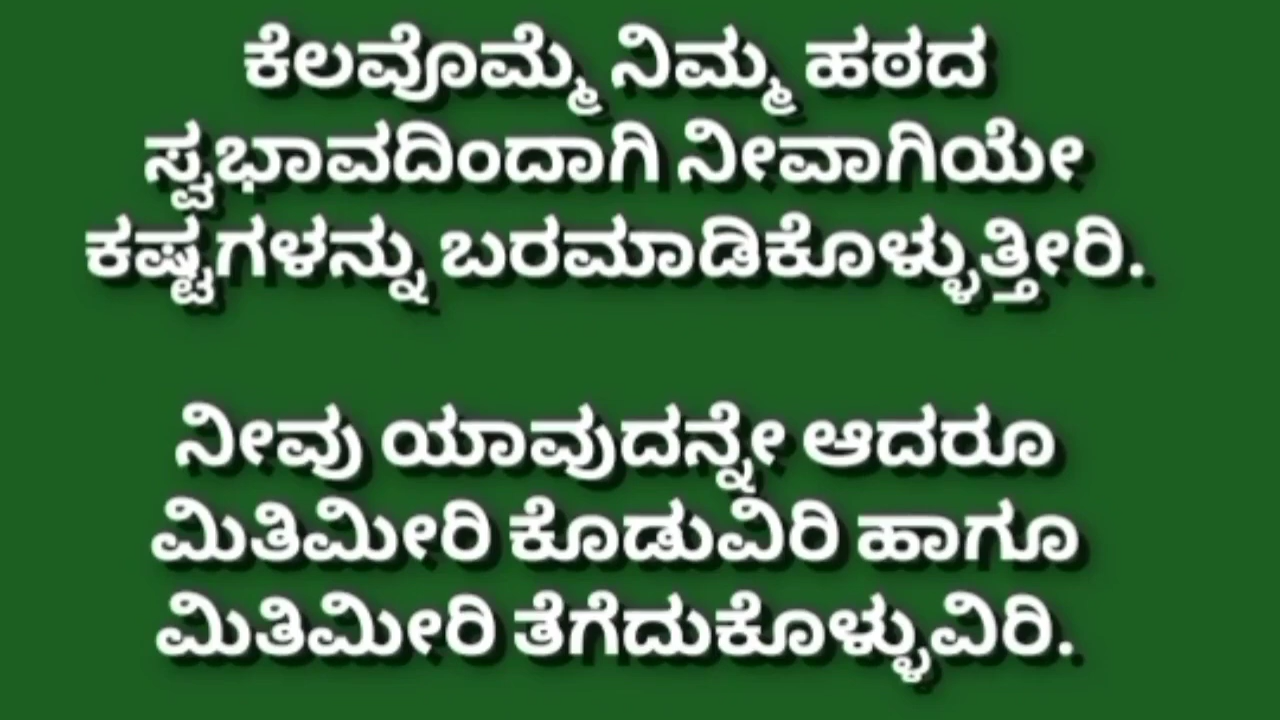 ಕೆಲವೊಮ್ಮೆ ನಿಮ್ಮ ಹಠದ
ಸ್ವಭಾವದಿಂದಾಗಿ ನೀವಾಗಿಯೇ
ಕಷ್ಟಗಳನ್ನು ಬರಮಾಡಿಕೊಳ್ಳುತ್ತೀರಿ.
ನೀವು ಯಾವುದನ್ನೇ ಆದರೂ
ಮಿತಿಮೀರಿ ಕೊಡುವಿರಿ ಹಾಗೂ
ಮಿತಿಮೀರಿ ತೆಗೆದುಕೊಳ್ಳುವಿರಿ.